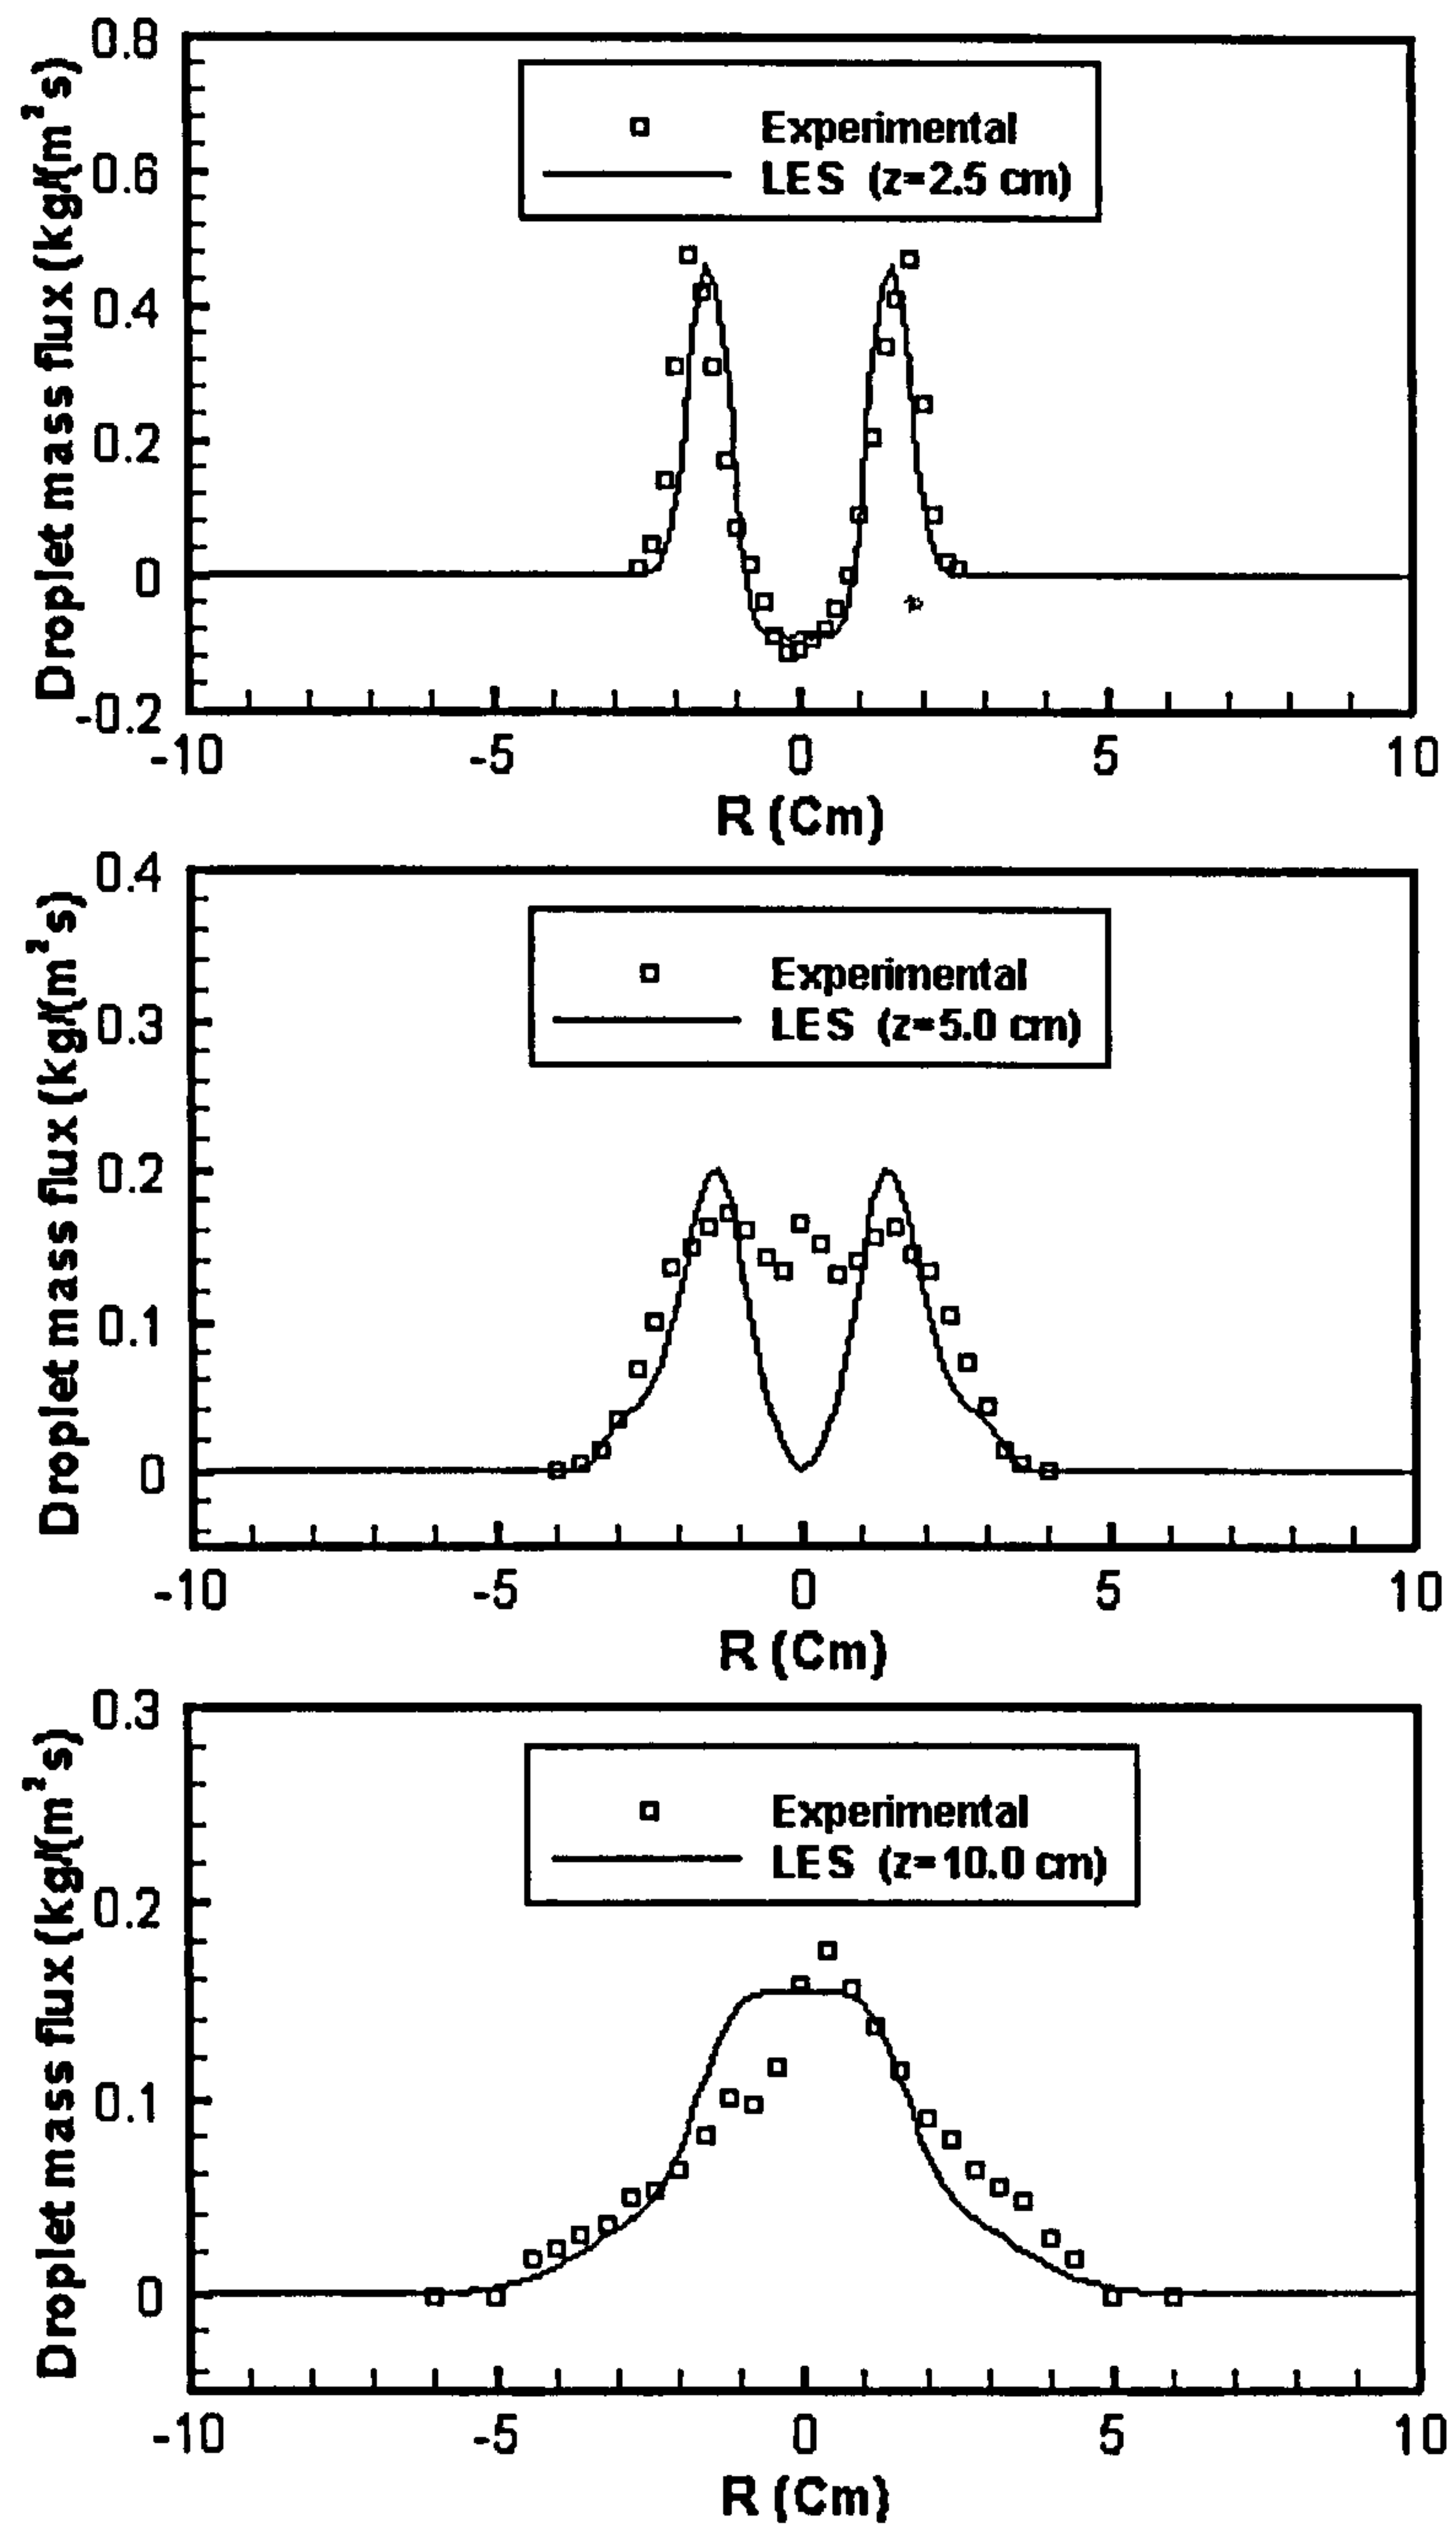 Droplet mass flux (kg/(m²s)
0.8
0.6
0.4
0.2
0
-0.2
Experimental
LES (z=2.5 cm)
-10 -5 0 5 10
R (Cm)
Droplet mass flux (kg/(m²s)
0.4
0.3
0.2
0.1
0
Experimental
LES (z=5.0 cm)
-10 -5 0 5 10
R (Cm)
Droplet mass flux (kg/(m²s)
0.3
0.2
0.1
0
Experimental
LES (z=10.0 cm)
-10 -5 0 5 10
R (Cm)